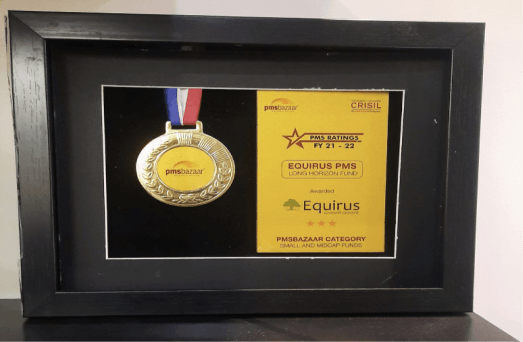 pmsbazaar
pmsbazaar
CRISIL
PMS RATINGS
FY 21 - 22
EQUIRUS PMS
LONG HORIZON FUND
Awarded
Equirus
PMSBAZAAR CATEGORY
SMALL AND MIDCAP FUNDS